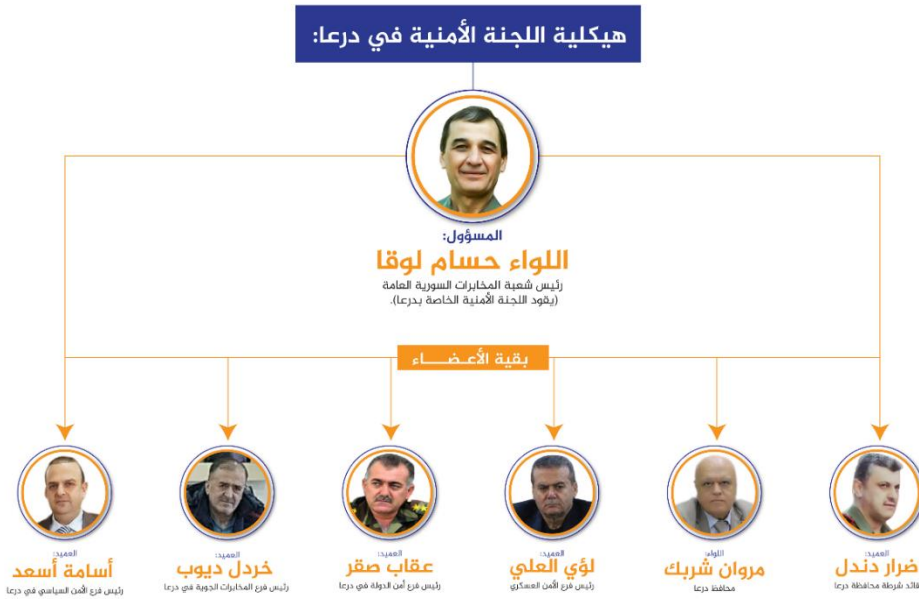 هيكلية اللجنة الأمنية في درعا:
المسؤول:
اللواء حسام لوقا
رئيس شعبة المخابرات السورية العامة
(يقود اللجنة الأمنية الخاصة بدرعا).
بقية الأعضاء
العميد:
ضرار دندل
قائد شرطة محافظة درعا
اللواء:
مروان شربك
محافظ درعا
العميد:
لؤي العلي
رئيس فرع الأمن العسكري
العميد:
عقاب صقر
رئيس فرع أمن الدولة في درعا
العميد:
خردل ديوب
رئيس فرع المخابرات الجوية في درعا
العميد:
أسامة أسعد
رئيس فرع الأمن السياسي في درعا